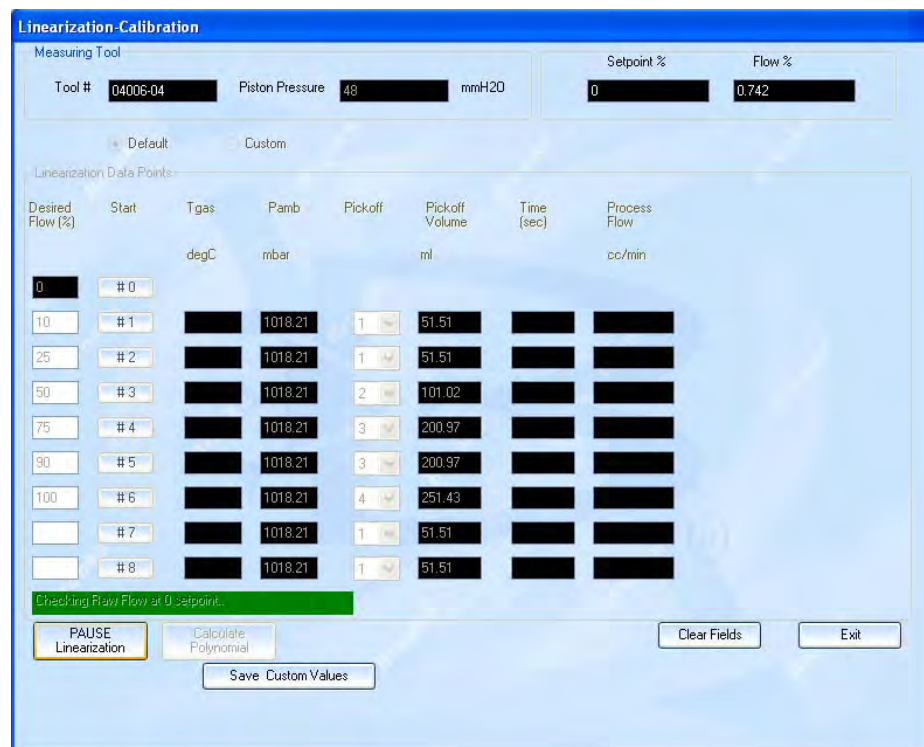 Linearization-Calibration
Measuring Tool
Tool # 04006-04 Piston Pressure 48 mmH2O
Setpoint % Flow %
0 0.742
Default Custom
Linearization Data Points
Desired Flow (%) Start Tgas Pamb Pickoff Pickoff Volume Time (sec) Process Flow
degC mbar ml cc/min
0 # 0
10 # 1 1018.21 1 51.51
25 # 2 1018.21 1 51.51
50 # 3 1018.21 2 101.02
75 # 4 1018.21 3 200.97
90 # 5 1018.21 3 200.97
100 # 6 1018.21 4 251.43
# 7 1018.21 1 51.51
# 8 1018.21 1 51.51
Checking Raw Flow at 0 setpoint..
PAUSE Linearization Calculate Polynomial Clear Fields Exit
Save Custom Values